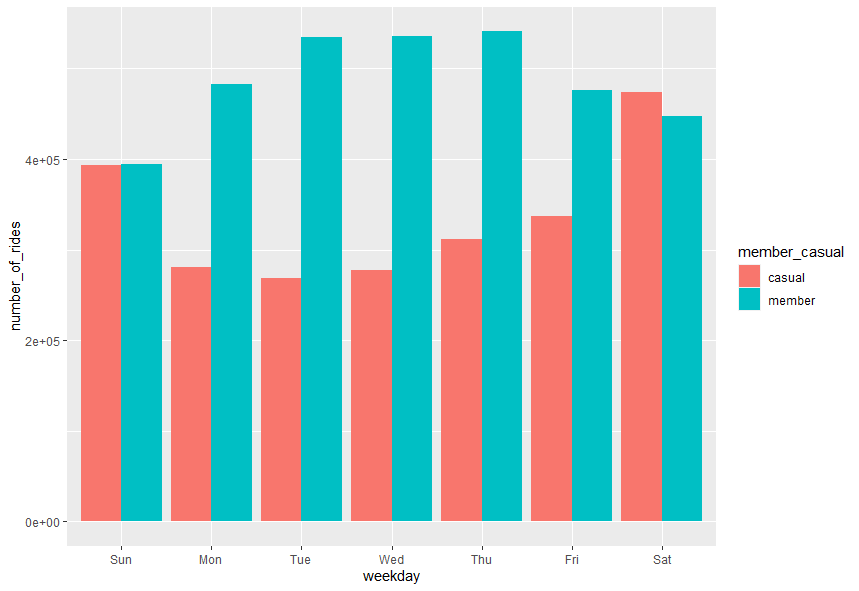 number_of_rides
4e+05
2e+05
0e+00
Sun Mon Tue Wed Thu Fri Sat
weekday
member_casual
casual
member